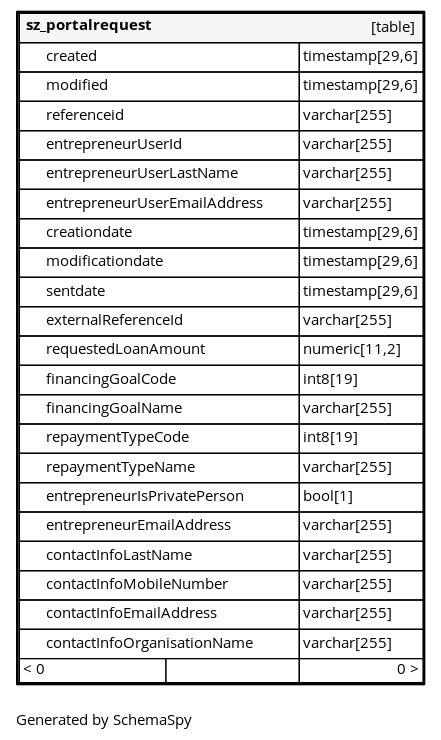 sz_portalrequest [table]
created timestamp[29,6]
modified timestamp[29,6]
referenceid varchar[255]
entrepreneurUserId varchar[255]
entrepreneurUserLastName varchar[255]
entrepreneurUserEmailAddress varchar[255]
creationdate timestamp[29,6]
modificationdate timestamp[29,6]
sentdate timestamp[29,6]
externalReferenceId varchar[255]
requestedLoanAmount numeric[11,2]
financingGoalCode int8[19]
financingGoalName varchar[255]
repaymentTypeCode int8[19]
repaymentTypeName varchar[255]
entrepreneurIsPrivatePerson bool[1]
entrepreneurEmailAddress varchar[255]
contactInfoLastName varchar[255]
contactInfoMobileNumber varchar[255]
contactInfoEmailAddress varchar[255]
contactInfoOrganisationName varchar[255]
< 0 0 >
Generated by SchemaSpy